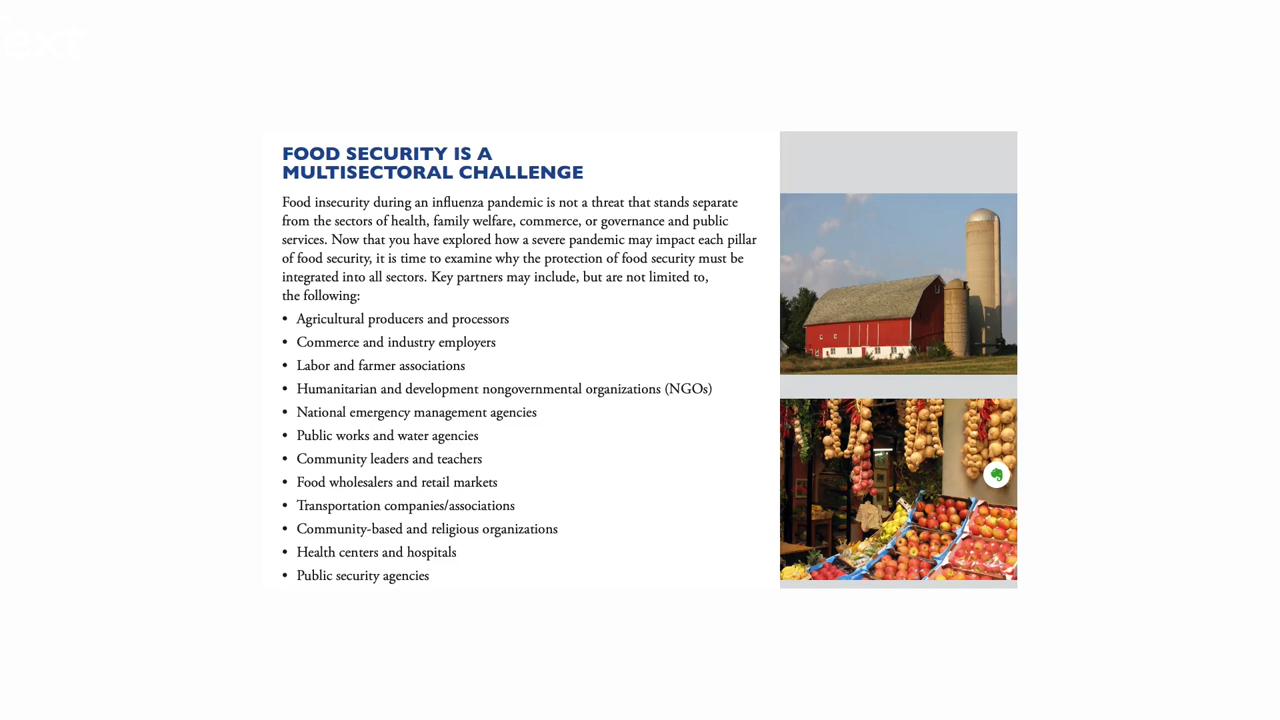 ext
FOOD SECURITY IS A
MULTISECTORAL CHALLENGE
Food insecurity during an influenza pandemic is not a threat that stands separate
from the sectors of health, family welfare, commerce, or governance and public
services. Now that you have explored how a severe pandemic may impact each pillar
of food security, it is time to examine why the protection of food security must be
integrated into all sectors. Key partners may include, but are not limited to,
the following:
• Agricultural producers and processors
• Commerce and industry employers
• Labor and farmer associations
• Humanitarian and development nongovernmental organizations (NGOs)
• National emergency management agencies
• Public works and water agencies
• Community leaders and teachers
• Food wholesalers and retail markets
• Transportation companies/associations
• Community-based and religious organizations
• Health centers and hospitals
• Public security agencies